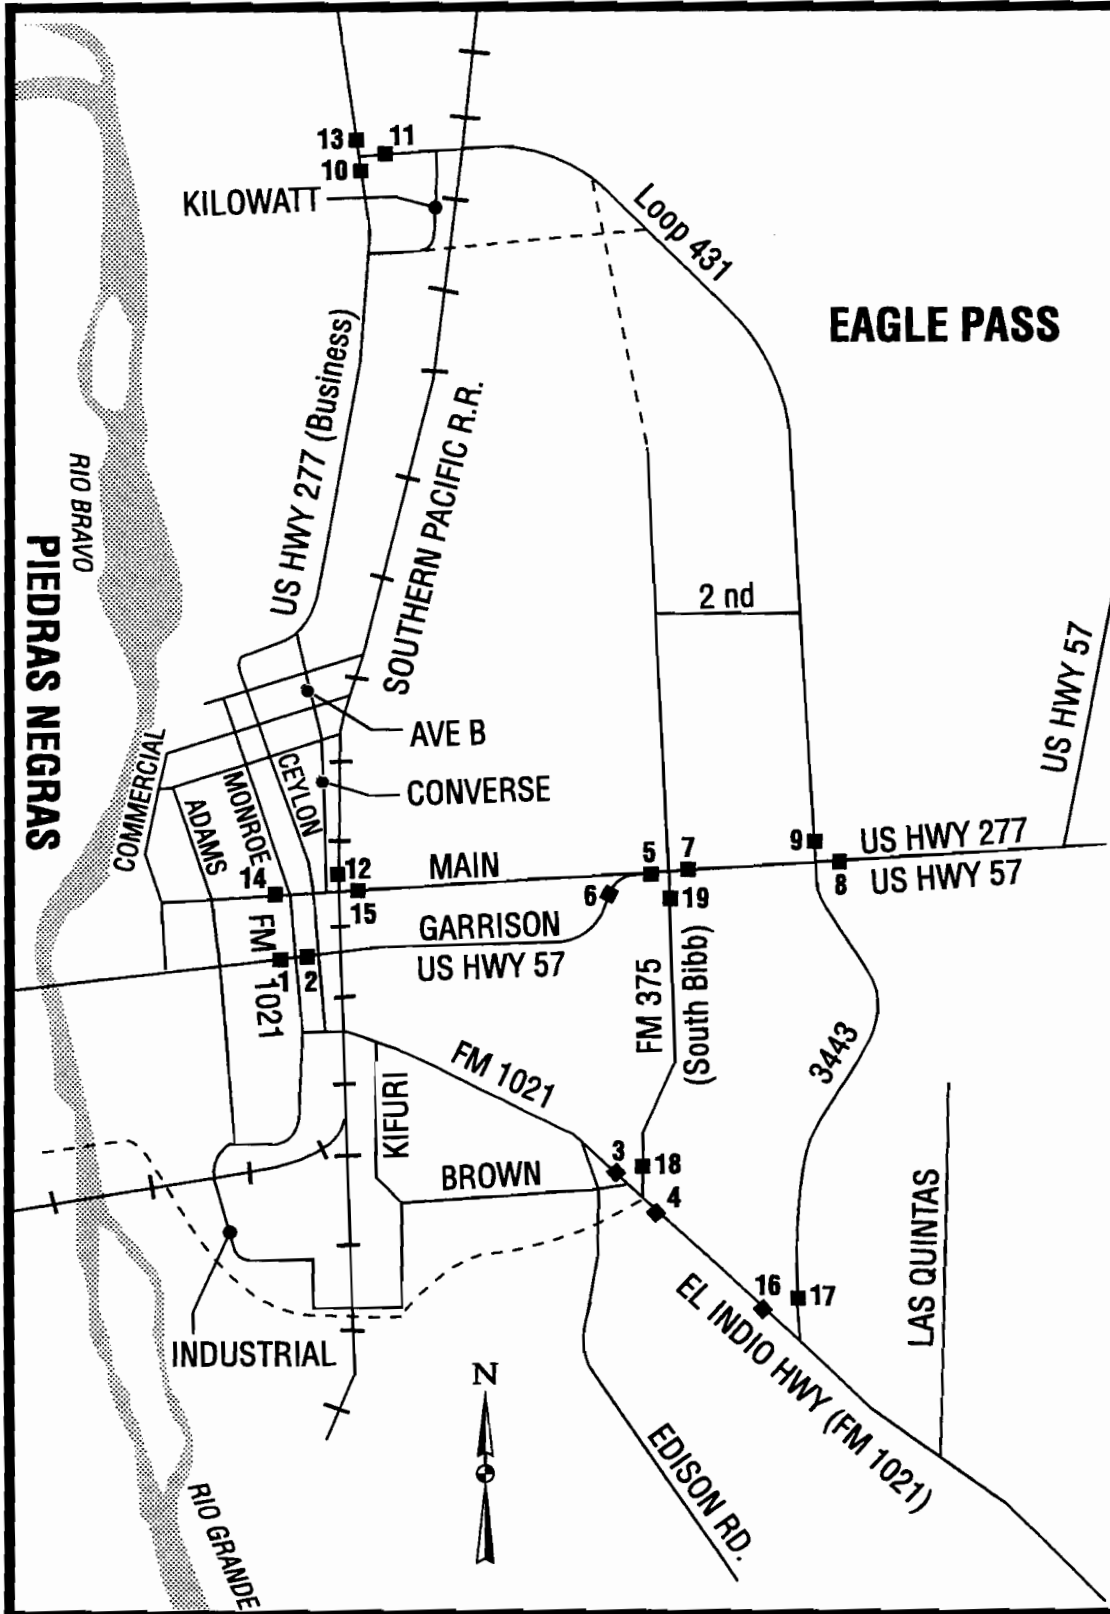 13
11
10
KILOWATT
Loop 431
EAGLE PASS
US HWY 277 (Business)
SOUTHERN PACIFIC R.R.
RIO BRAVO
PIEDRAS NEGRAS
2 nd
US HWY 57
AVE B
CONVERSE
COMMERCIAL
ADAMS
MONROE
CEYLON
14
12
15
MAIN
5
7
9
US HWY 277
US HWY 57
8
6
19
GARRISON
US HWY 57
FM 1021
1
2
FM 375
(South Bibb)
3443
FM 1021
KIFURI
BROWN
3
18
4
16
17
LAS QUINTAS
EL INDIO HWY (FM 1021)
INDUSTRIAL
N
EDISON RD.
RIO GRANDE